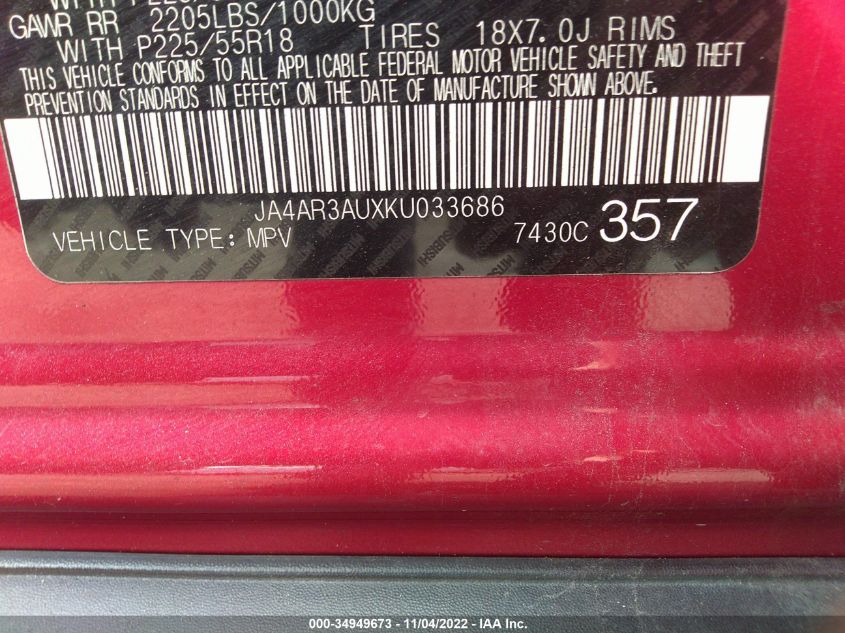 GAWR RR 2205LBS/1000KG
WITH P225/55R18 TIRES 18X7.0J RIMS
THIS VEHICLE CONFORMS TO ALL APPLICABLE FEDERAL MOTOR VEHICLE SAFETY AND THEFT
PREVENTION STANDARDS IN EFFECT ON THE DATE OF MANUFACTURE SHOWN ABOVE.
JA4AR3AUXKU033686
VEHICLE TYPE: MPV 7430C 357
000-34949673 - 11/04/2022 - IAA Inc.